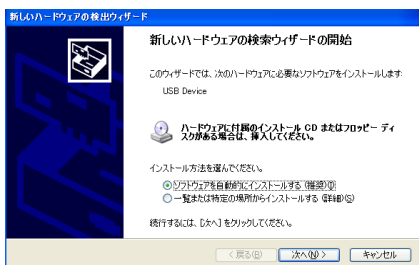 新しいハードウェアの検出ウィザード
新しいハードウェアの検索ウィザードの開始
このウィザードでは、次のハードウェアに必要なソフトウェアをインストールします:
USB Device
ハードウェアに付属のインストール CD またはフロッピー ディ
スクがある場合は、挿入してください。
インストール方法を選んでください。
ソフトウェアを自動的にインストールする (推奨)(I)
一覧または特定の場所からインストールする (詳細)(S)
続行するには、[次へ] をクリックしてください。
< 戻る(B)
次へ(N) >
キャンセル